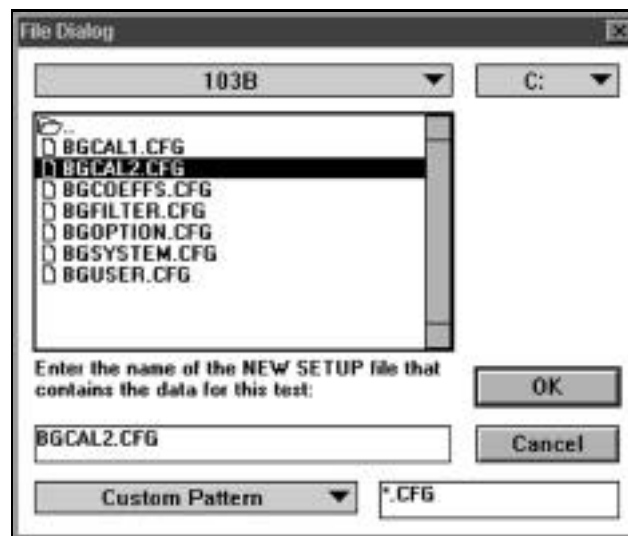 File Dialog
103B
C:
..
BGCAL1.CFG
BGCAL2.CFG
BGCOEFFS.CFG
BGFILTER.CFG
BGOPTION.CFG
BGSYSTEM.CFG
BGUSER.CFG
Enter the name of the NEW SETUP file that
contains the data for this test:
OK
BGCAL2.CFG
Cancel
Custom Pattern
*.CFG